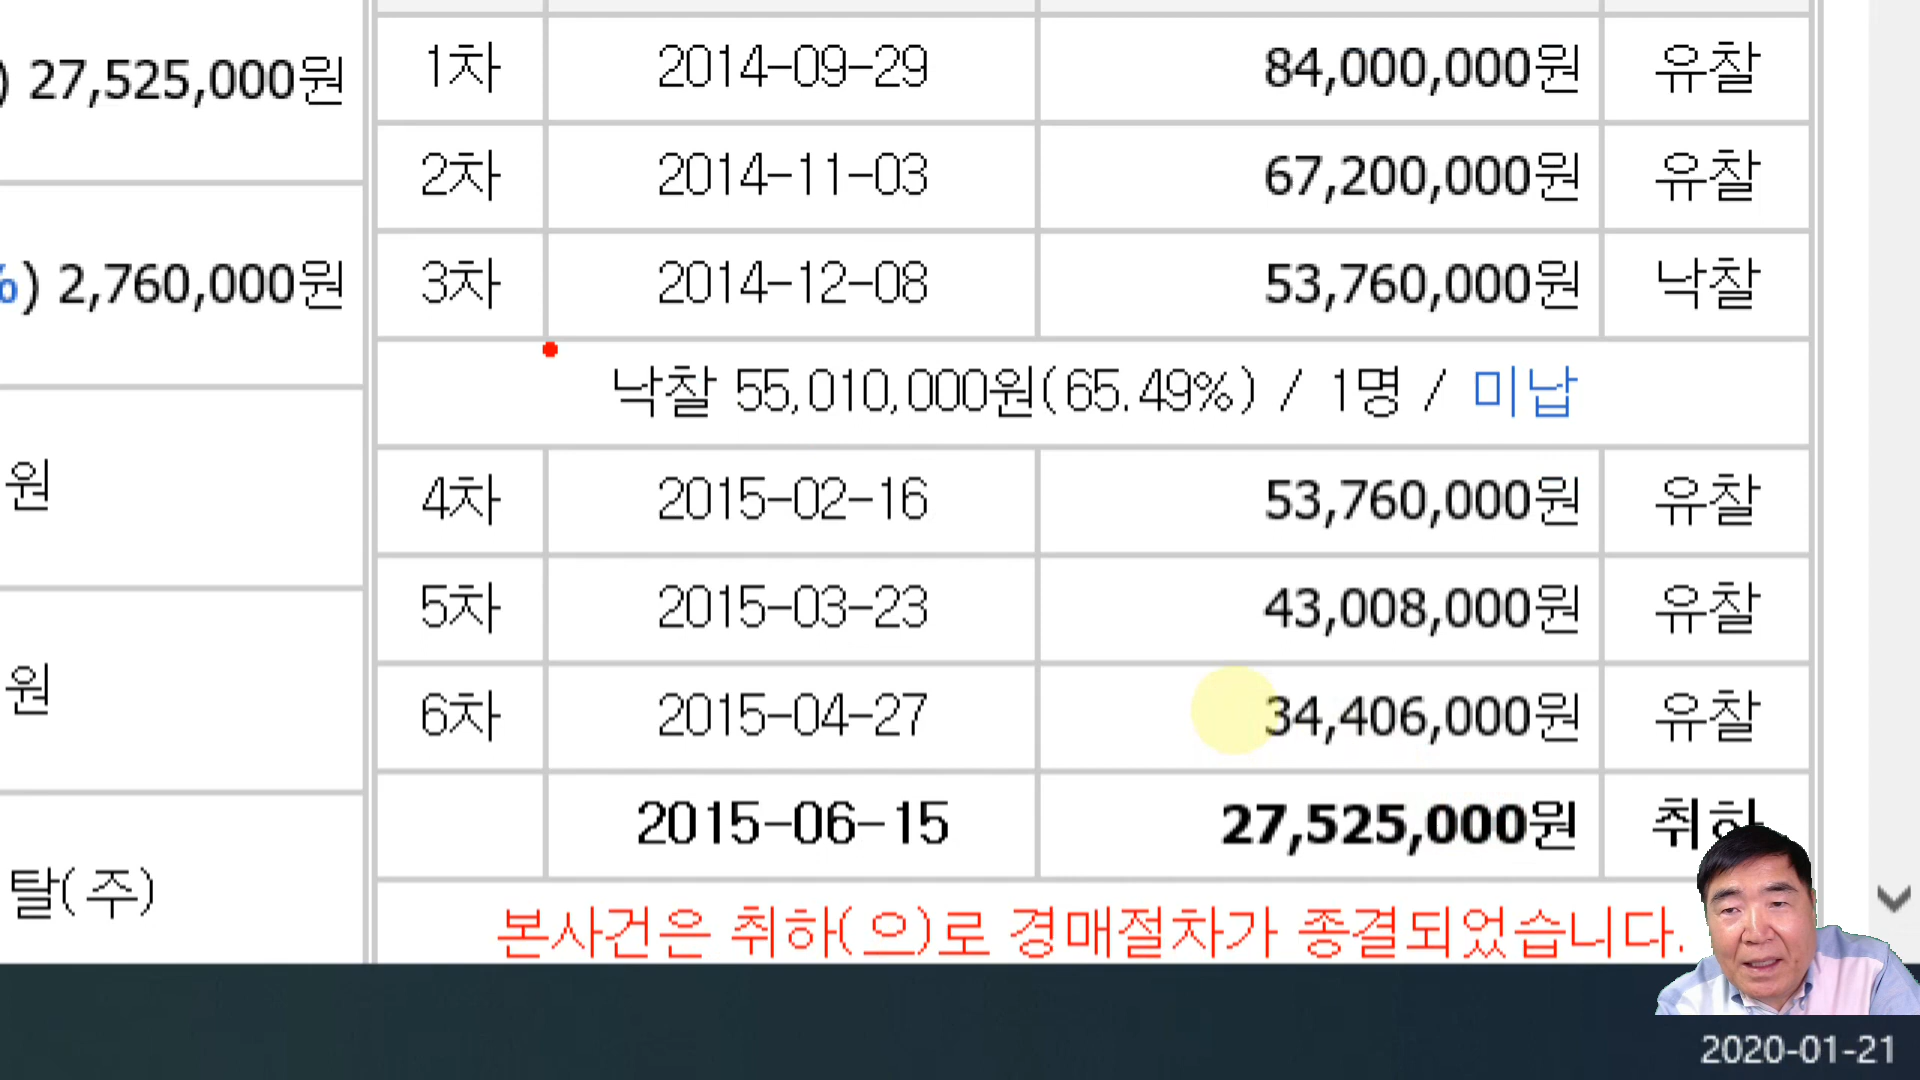 ) 27,525,000원
%) 2,760,000원
원
원
탈(주)
1차 2014-09-29 84,000,000원 유찰
2차 2014-11-03 67,200,000원 유찰
3차 2014-12-08 53,760,000원 낙찰
낙찰 55,010,000원(65.49%) / 1명 / 미납
4차 2015-02-16 53,760,000원 유찰
5차 2015-03-23 43,008,000원 유찰
6차 2015-04-27 34,406,000원 유찰
2015-06-15 27,525,000원 취하
본사건은 취하(으)로 경매절차가 종결되었습니다.
2020-01-21